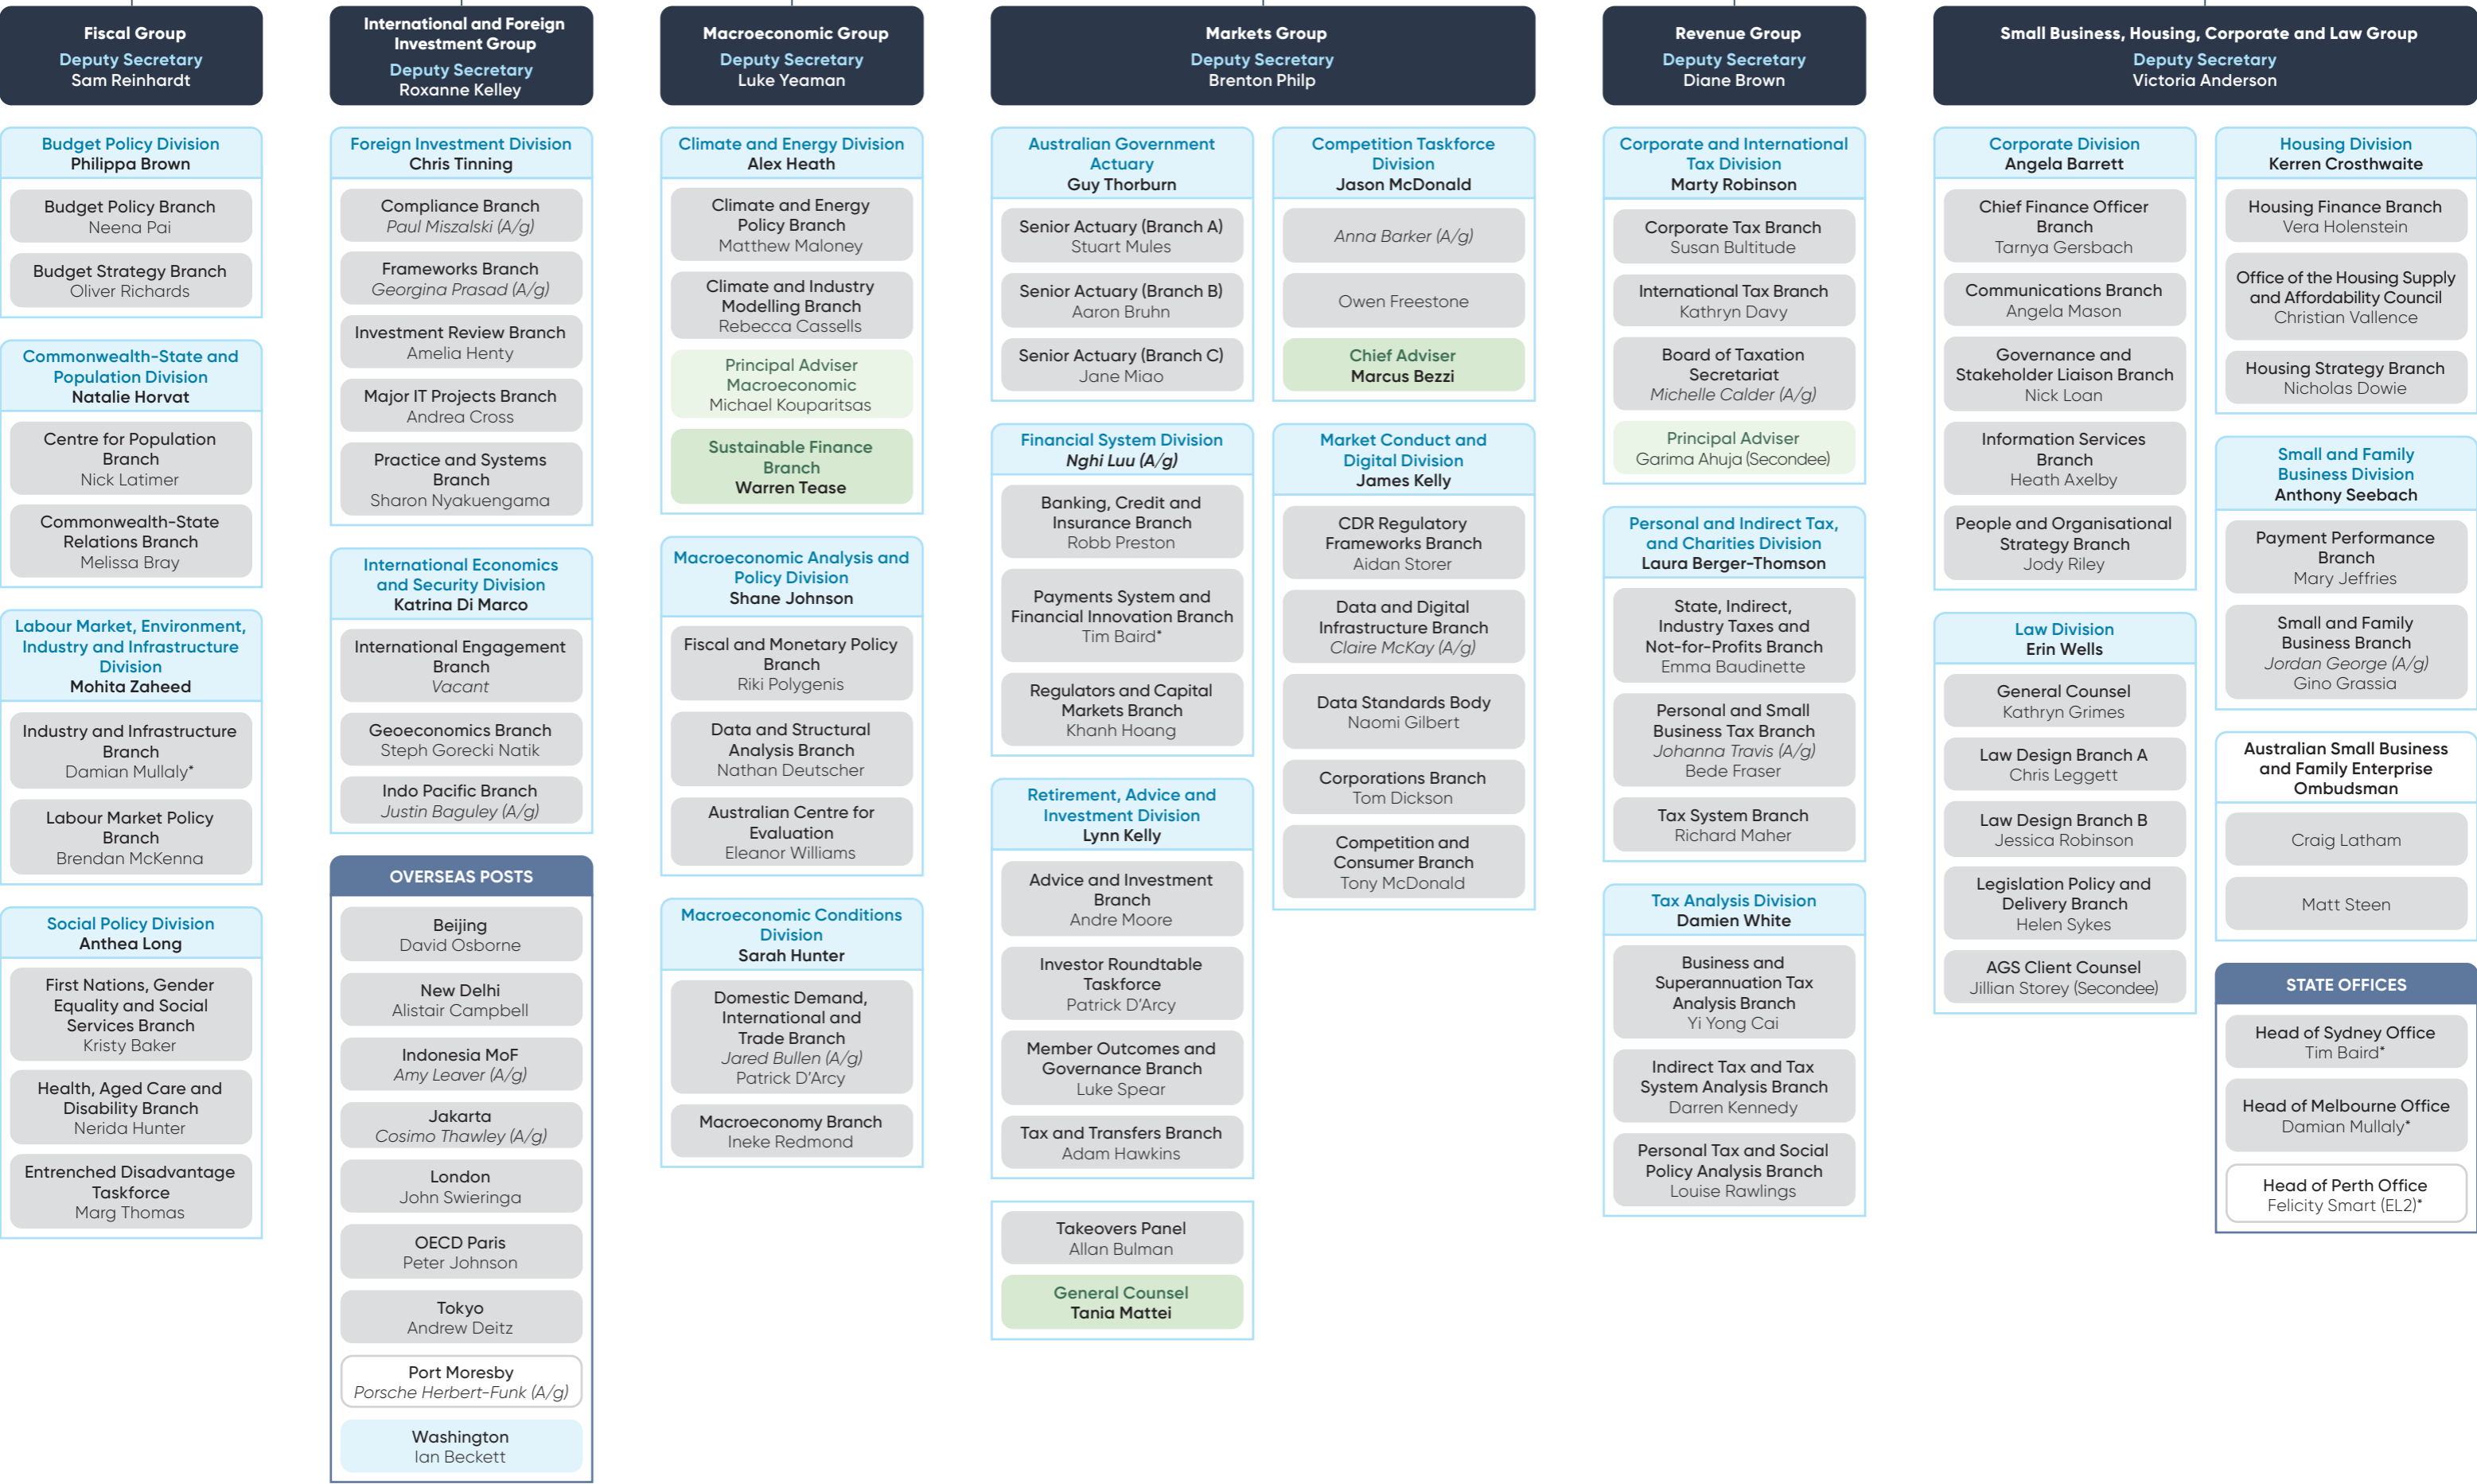 Fiscal Group
Deputy Secretary
Sam Reinhardt
Budget Policy Division
Philippa Brown
Budget Policy Branch
Neena Pai
Budget Strategy Branch
Oliver Richards
Commonwealth-State and
Population Division
Natalie Horvat
Centre for Population
Branch
Nick Latimer
Commonwealth-State
Relations Branch
Melissa Bray
Labour Market, Environment,
Industry and Infrastructure
Division
Mohita Zaheed
Industry and Infrastructure
Branch
Damian Mullaly*
Labour Market Policy
Branch
Brendan McKenna
Social Policy Division
Anthea Long
First Nations, Gender
Equality and Social
Services Branch
Kristy Baker
Health, Aged Care and
Disability Branch
Nerida Hunter
Entrenched Disadvantage
Taskforce
Marg Thomas
International and Foreign
Investment Group
Deputy Secretary
Roxanne Kelley
Foreign Investment Division
Chris Tinning
Compliance Branch
Paul Miszalski (A/g)
Frameworks Branch
Georgina Prasad (A/g)
Investment Review Branch
Amelia Henty
Major IT Projects Branch
Andrea Cross
Practice and Systems
Branch
Sharon Nyakuengama
International Economics
and Security Division
Katrina Di Marco
International Engagement
Branch
Vacant
Geoeconomics Branch
Steph Gorecki Natik
Indo Pacific Branch
Justin Baguley (A/g)
OVERSEAS POSTS
Beijing
David Osborne
New Delhi
Alistair Campbell
Indonesia MoF
Amy Leaver (A/g)
Jakarta
Cosimo Thawley (A/g)
London
John Swieringa
OECD Paris
Peter Johnson
Tokyo
Andrew Deitz
Port Moresby
Porsche Herbert-Funk (A/g)
Washington
Ian Beckett
Macroeconomic Group
Deputy Secretary
Luke Yeaman
Climate and Energy Division
Alex Heath
Climate and Energy
Policy Branch
Matthew Maloney
Climate and Industry
Modelling Branch
Rebecca Cassells
Principal Adviser
Macroeconomic
Michael Kouparitsas
Sustainable Finance
Branch
Warren Tease
Macroeconomic Analysis and
Policy Division
Shane Johnson
Fiscal and Monetary Policy
Branch
Riki Polygenis
Data and Structural
Analysis Branch
Nathan Deutscher
Australian Centre for
Evaluation
Eleanor Williams
Macroeconomic Conditions
Division
Sarah Hunter
Domestic Demand,
International and
Trade Branch
Jared Bullen (A/g)
Patrick D'Arcy
Macroeconomy Branch
Ineke Redmond
Markets Group
Deputy Secretary
Brenton Philp
Australian Government
Actuary
Guy Thorburn
Senior Actuary (Branch A)
Stuart Mules
Senior Actuary (Branch B)
Aaron Bruhn
Senior Actuary (Branch C)
Jane Miao
Financial System Division
Nghi Luu (A/g)
Banking, Credit and
Insurance Branch
Robb Preston
Payments System and
Financial Innovation Branch
Tim Baird*
Regulators and Capital
Markets Branch
Khanh Hoang
Retirement, Advice and
Investment Division
Lynn Kelly
Advice and Investment
Branch
Andre Moore
Investor Roundtable
Taskforce
Patrick D'Arcy
Member Outcomes and
Governance Branch
Luke Spear
Tax and Transfers Branch
Adam Hawkins
Takeovers Panel
Allan Bulman
General Counsel
Tania Mattei
Competition Taskforce
Division
Jason McDonald
Anna Barker (A/g)
Owen Freestone
Chief Adviser
Marcus Bezzi
Market Conduct and
Digital Division
James Kelly
CDR Regulatory
Frameworks Branch
Aidan Storer
Data and Digital
Infrastructure Branch
Claire McKay (A/g)
Data Standards Body
Naomi Gilbert
Corporations Branch
Tom Dickson
Competition and
Consumer Branch
Tony McDonald
Revenue Group
Deputy Secretary
Diane Brown
Corporate and International
Tax Division
Marty Robinson
Corporate Tax Branch
Susan Bultitude
International Tax Branch
Kathryn Davy
Board of Taxation
Secretariat
Michelle Calder (A/g)
Principal Adviser
Garima Ahuja (Secondee)
Personal and Indirect Tax,
and Charities Division
Laura Berger-Thomson
State, Indirect,
Industry Taxes and
Not-for-Profits Branch
Emma Baudinette
Personal and Small
Business Tax Branch
Johanna Travis (A/g)
Bede Fraser
Tax System Branch
Richard Maher
Tax Analysis Division
Damien White
Business and
Superannuation Tax
Analysis Branch
Yi Yong Cai
Indirect Tax and Tax
System Analysis Branch
Darren Kennedy
Personal Tax and Social
Policy Analysis Branch
Louise Rawlings
Small Business, Housing, Corporate and Law Group
Deputy Secretary
Victoria Anderson
Corporate Division
Angela Barrett
Chief Finance Officer
Branch
Tarnya Gersbach
Communications Branch
Angela Mason
Governance and
Stakeholder Liaison Branch
Nick Loan
Information Services
Branch
Heath Axelby
People and Organisational
Strategy Branch
Jody Riley
Law Division
Erin Wells
General Counsel
Kathryn Grimes
Law Design Branch A
Chris Leggett
Law Design Branch B
Jessica Robinson
Legislation Policy and
Delivery Branch
Helen Sykes
AGS Client Counsel
Jillian Storey (Secondee)
Housing Division
Kerren Crosthwaite
Housing Finance Branch
Vera Holenstein
Office of the Housing Supply
and Affordability Council
Christian Vallence
Housing Strategy Branch
Nicholas Dowie
Small and Family
Business Division
Anthony Seebach
Payment Performance
Branch
Mary Jeffries
Small and Family
Business Branch
Jordan George (A/g)
Gino Grassia
Australian Small Business
and Family Enterprise
Ombudsman
Craig Latham
Matt Steen
STATE OFFICES
Head of Sydney Office
Tim Baird*
Head of Melbourne Office
Damian Mullaly*
Head of Perth Office
Felicity Smart (EL2)*